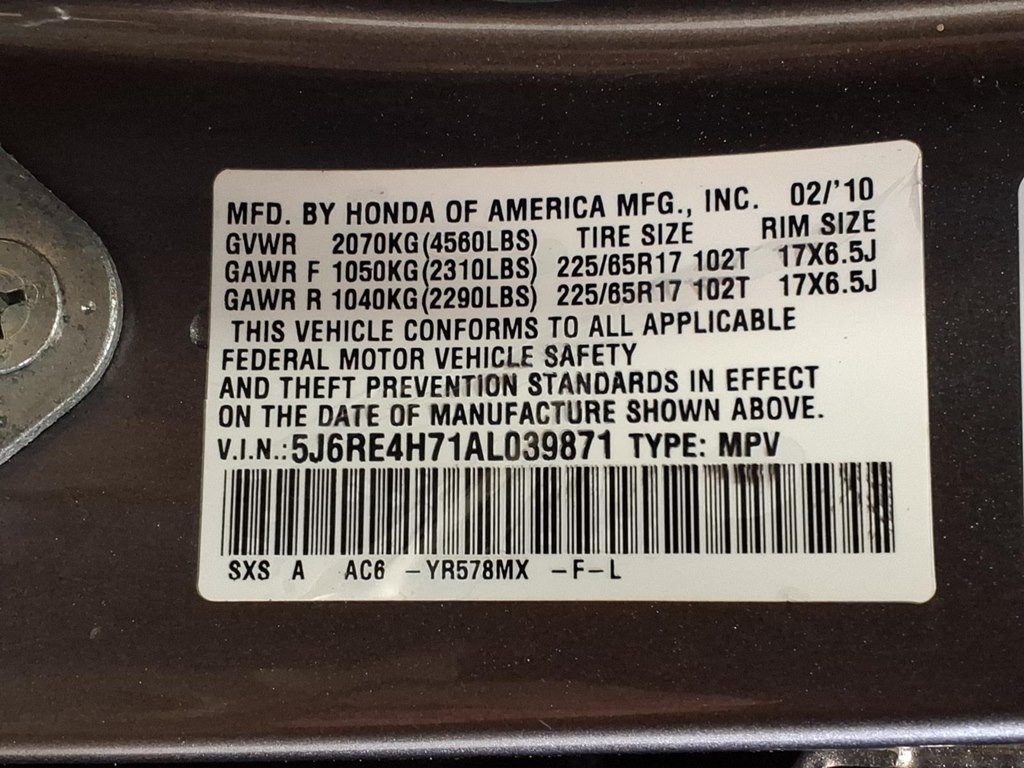 MFD. BY HONDA OF AMERICA MFG., INC. 02/'10
GVWR 2070KG(4560LBS) TIRE SIZE RIM SIZE
GAWR F 1050KG(2310LBS) 225/65R17 102T 17X6.5J
GAWR R 1040KG(2290LBS) 225/65R17 102T 17X6.5J
THIS VEHICLE CONFORMS TO ALL APPLICABLE
FEDERAL MOTOR VEHICLE SAFETY
AND THEFT PREVENTION STANDARDS IN EFFECT
ON THE DATE OF MANUFACTURE SHOWN ABOVE.
V.I.N.:5J6RE4H71AL039871 TYPE: MPV
SXS A AC6 -YR578MX -F-L